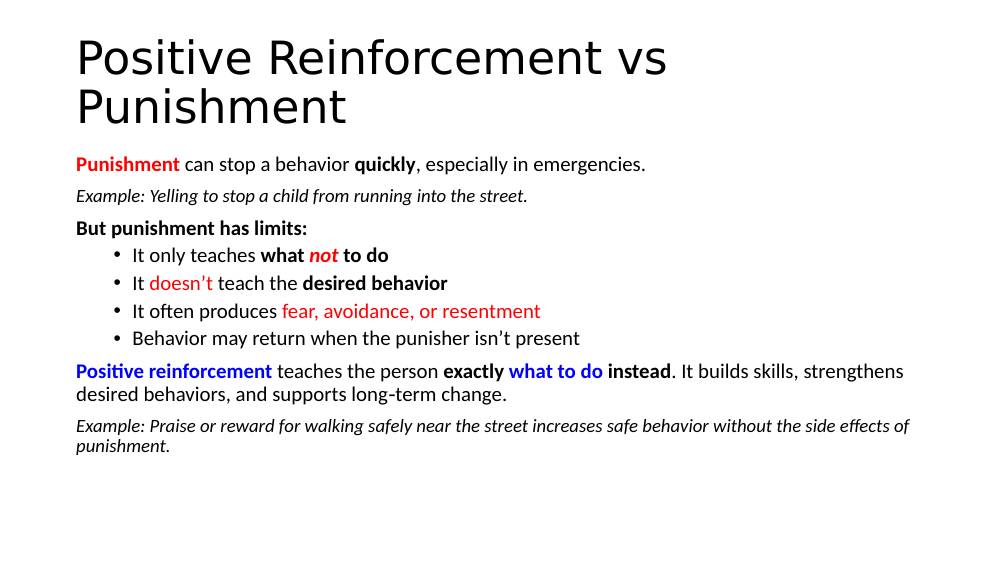 Positive Reinforcement vs
Punishment
Punishment can stop a behavior quickly, especially in emergencies.
Example: Yelling to stop a child from running into the street.
But punishment has limits:
• It only teaches what not to do
• It doesn’t teach the desired behavior
• It often produces fear, avoidance, or resentment
• Behavior may return when the punisher isn’t present
Positive reinforcement teaches the person exactly what to do instead. It builds skills, strengthens
desired behaviors, and supports long-term change.
Example: Praise or reward for walking safely near the street increases safe behavior without the side effects of
punishment.